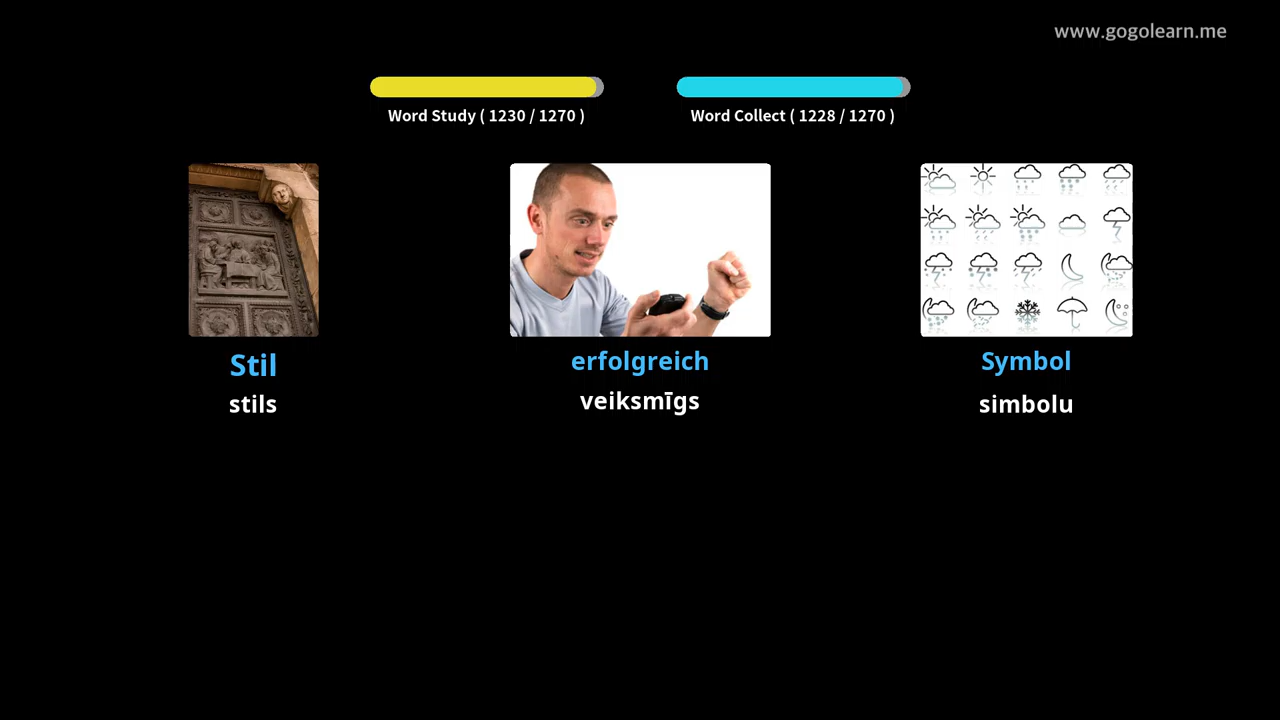 www.gogolearn.me
Word Study ( 1230 / 1270 )
Word Collect ( 1228 / 1270 )
Stil
stils
erfolgreich
veiksmīgs
Symbol
simbolu